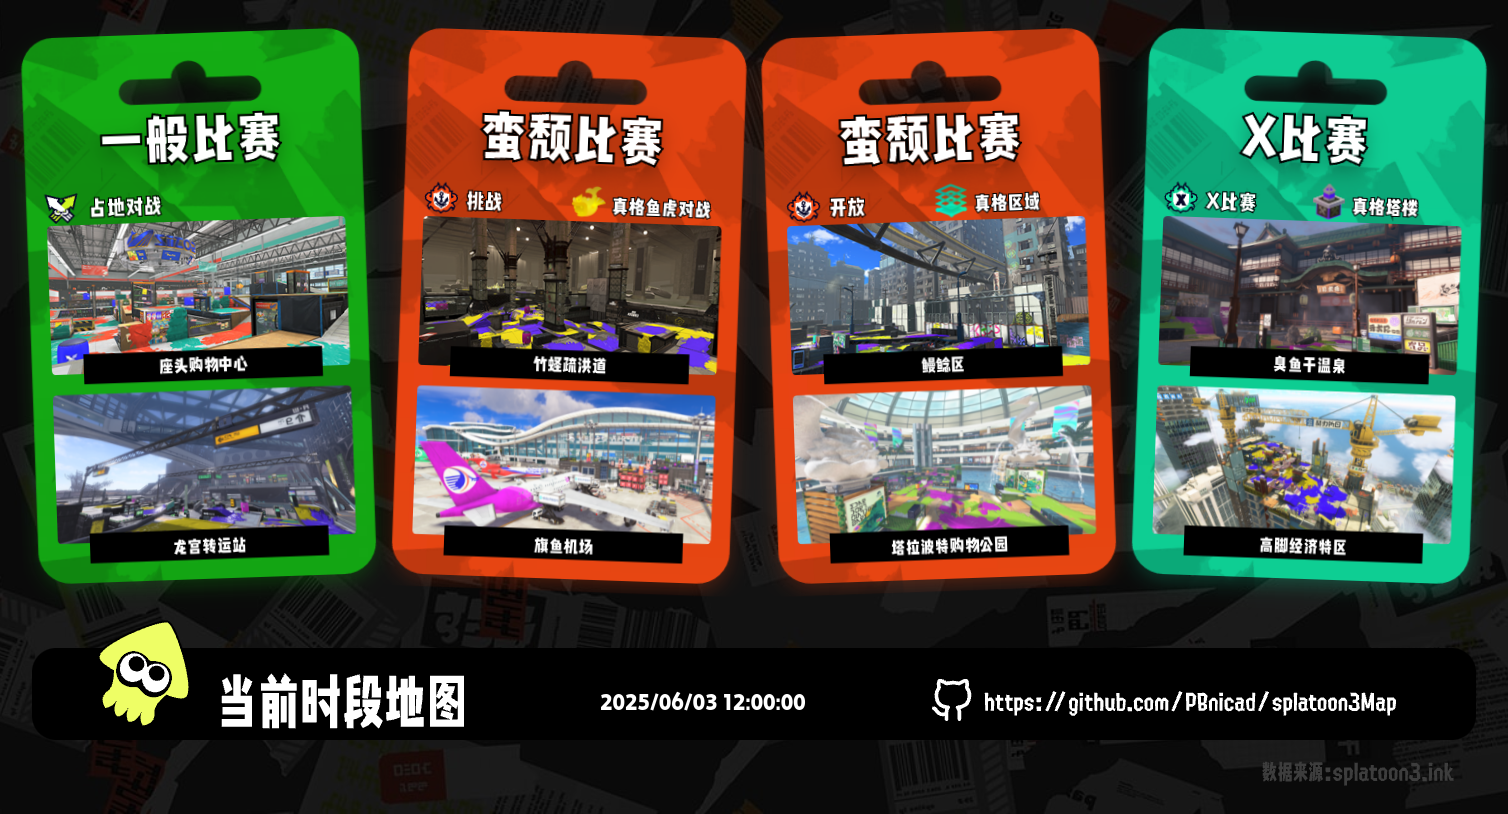 一般比赛
占地对战
座头购物中心
龙宫转运站
蛮颓比赛
挑战
真格鱼虎对战
竹蛏疏洪道
旗鱼机场
蛮颓比赛
开放
真格区域
鳗鲶区
塔拉波特购物公园
X比赛
X比赛
真格塔楼
臭鱼干温泉
高脚经济特区
当前时段地图
2025/06/03 12:00:00
https://github.com/PBnicad/splatoon3Map
数据来源:splatoon3.ink